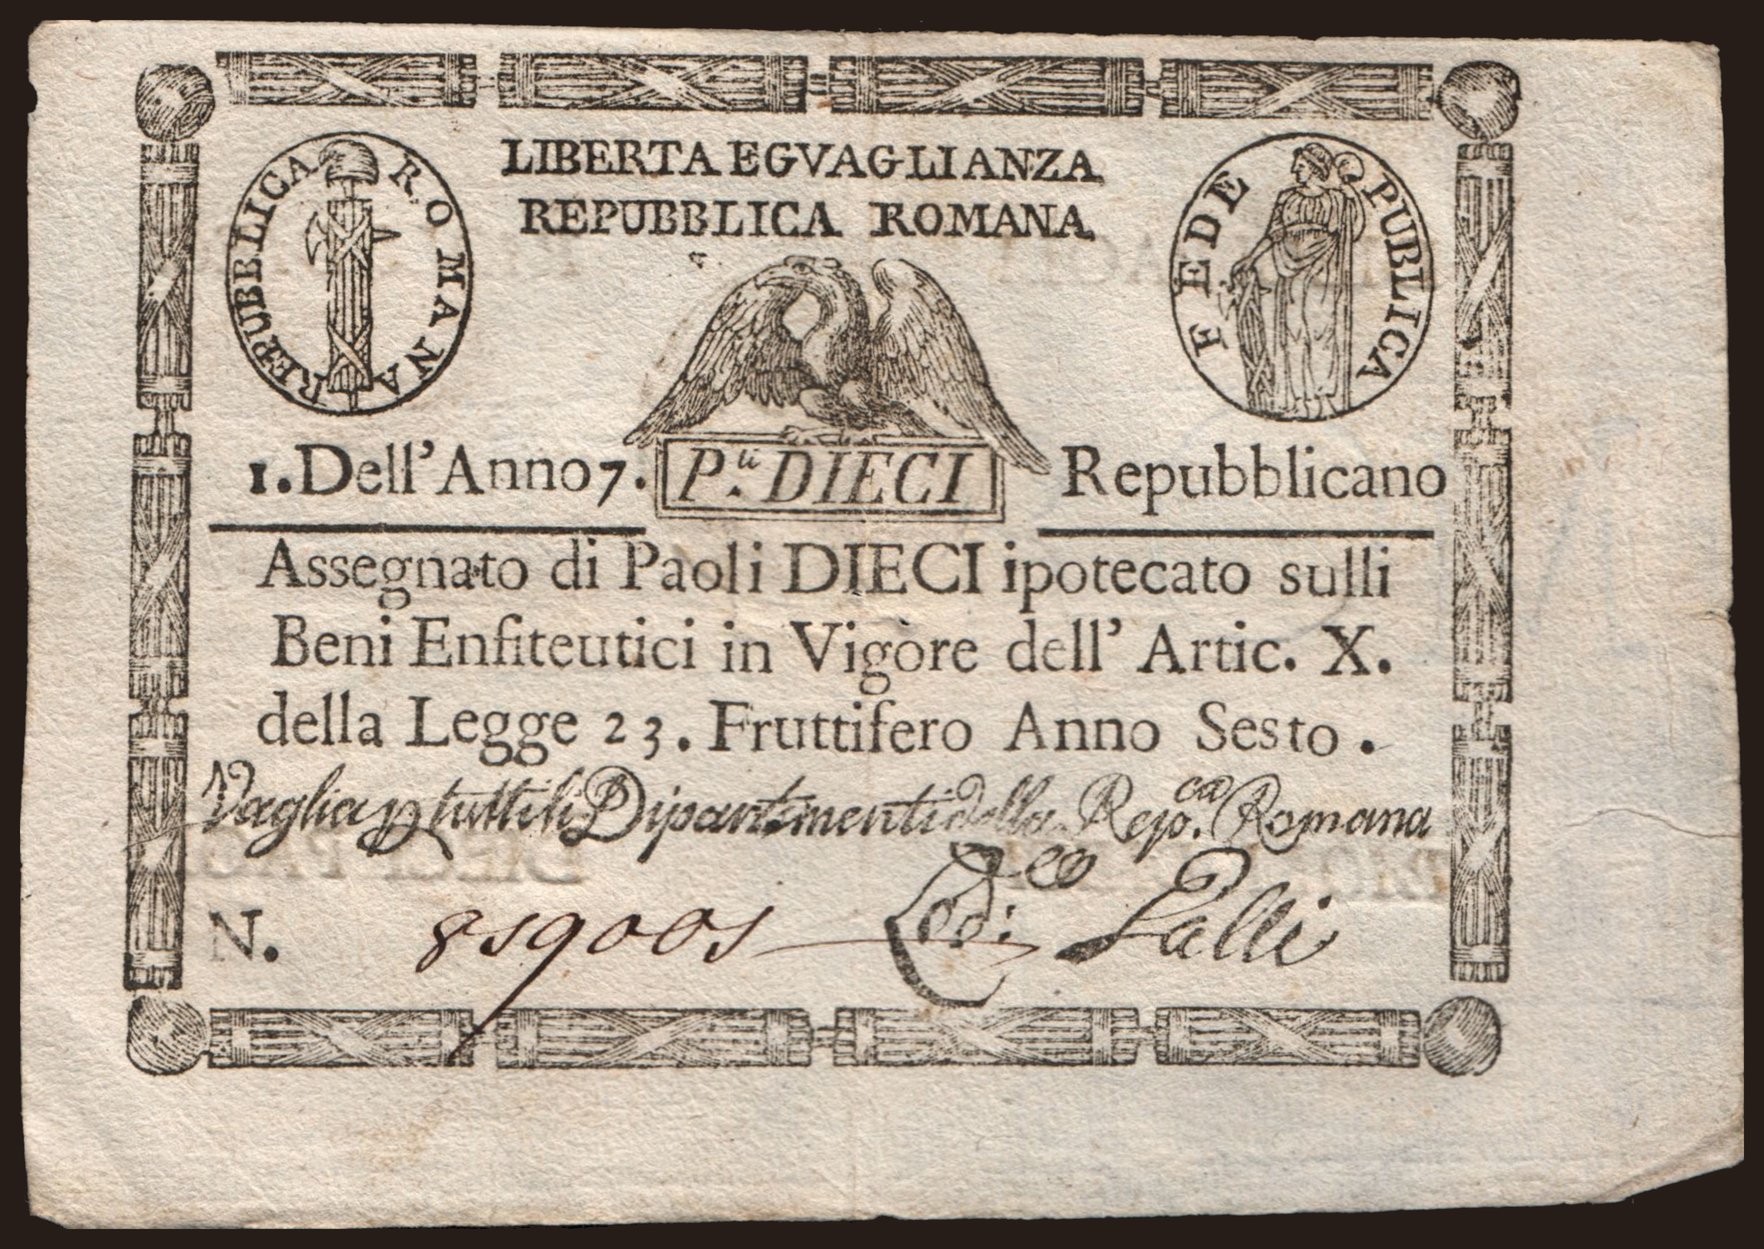 LIBERTA EGVAGLIANZA
REPUBBLICA ROMANA
REPUBBLICA ROMANA
FEDE PUBLICA
1. Dell'Anno 7. P.ᵘ DIECI Repubblicano
Assegnato di Paoli DIECI ipotecato sulli
Beni Enfiteutici in Vigore dell' Artic. X.
della Legge 23. Fruttifero Anno Sesto .
Vaglia p tutti li Dipartimenti della Repo.ca Romana
N. 859005 Galli